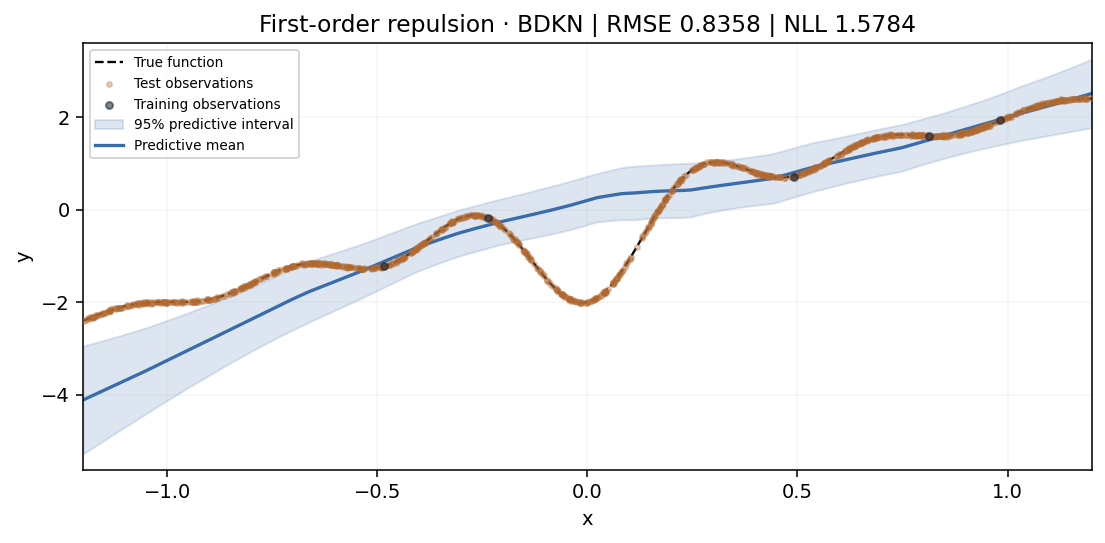 First-order repulsion · BDKN | RMSE 0.8358 | NLL 1.5784
True function
Test observations
Training observations
95% predictive interval
Predictive mean
y
2
0
−2
−4
−1.0
−0.5
0.0
0.5
1.0
x